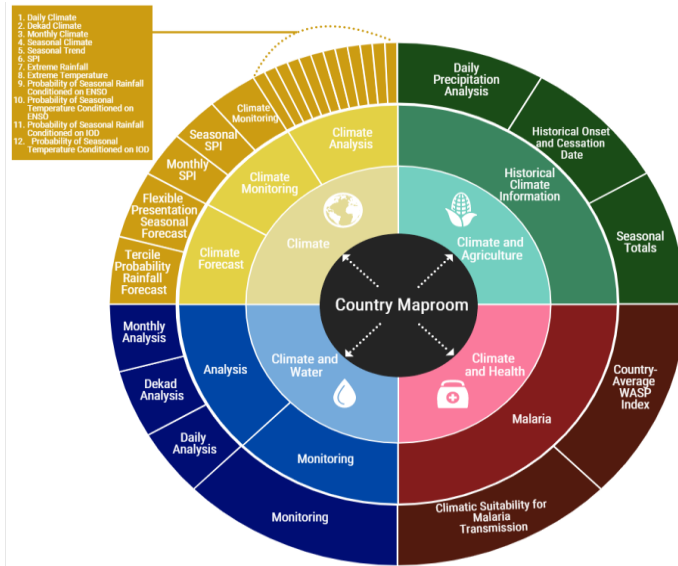 1. Daily Climate
2. Dekad Climate
3. Monthly Climate
4. Seasonal Climate
5. Seasonal Trend
6. SPI
7. Extreme Rainfall
8. Extreme Temperature
9. Probability of Seasonal Rainfall
Conditioned on ENSO
10. Probability of Seasonal
Temperature Conditioned on
ENSO
11. Probability of Seasonal Rainfall
Conditioned on IOD
12. Probability of Seasonal
Temperature Conditioned on IOD
Climate
Monitoring
Seasonal
SPI
Monthly
SPI
Flexible
Presentation
Seasonal
Forecast
Tercile
Probability
Rainfall
Forecast
Climate
Analysis
Climate
Monitoring
Climate
Forecast
Climate
Daily
Precipitation
Analysis
Historical Onset
and Cessation
Date
Seasonal
Totals
Historical
Climate
Information
Climate and
Agriculture
Country Maproom
Climate and
Water
Analysis
Monitoring
Monthly
Analysis
Dekad
Analysis
Daily
Analysis
Monitoring
Climate
and Health
Malaria
Country-
Average
WASP
Index
Climatic Suitability for
Malaria
Transmission